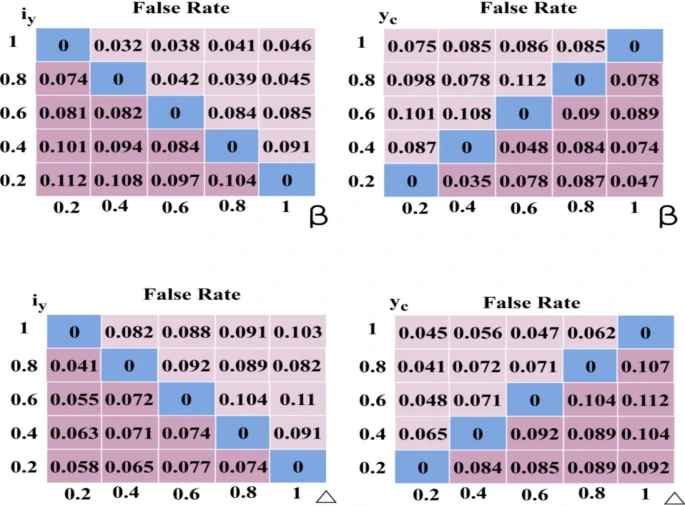 i_y False Rate
1 0 0.032 0.038 0.041 0.046
0.8 0.074 0 0.042 0.039 0.045
0.6 0.081 0.082 0 0.084 0.085
0.4 0.101 0.094 0.084 0 0.091
0.2 0.112 0.108 0.097 0.104 0
0.2 0.4 0.6 0.8 1 β
y_c False Rate
1 0.075 0.085 0.086 0.085 0
0.8 0.098 0.078 0.112 0 0.078
0.6 0.101 0.108 0 0.09 0.089
0.4 0.087 0 0.048 0.084 0.074
0.2 0 0.035 0.078 0.087 0.047
0.2 0.4 0.6 0.8 1 β
i_y False Rate
1 0 0.082 0.088 0.091 0.103
0.8 0.041 0 0.092 0.089 0.082
0.6 0.055 0.072 0 0.104 0.11
0.4 0.063 0.071 0.074 0 0.091
0.2 0.058 0.065 0.077 0.074 0
0.2 0.4 0.6 0.8 1 △
y_c False Rate
1 0.045 0.056 0.047 0.062 0
0.8 0.041 0.072 0.071 0 0.107
0.6 0.048 0.071 0 0.104 0.112
0.4 0.065 0 0.092 0.089 0.104
0.2 0 0.084 0.085 0.089 0.092
0.2 0.4 0.6 0.8 1 △